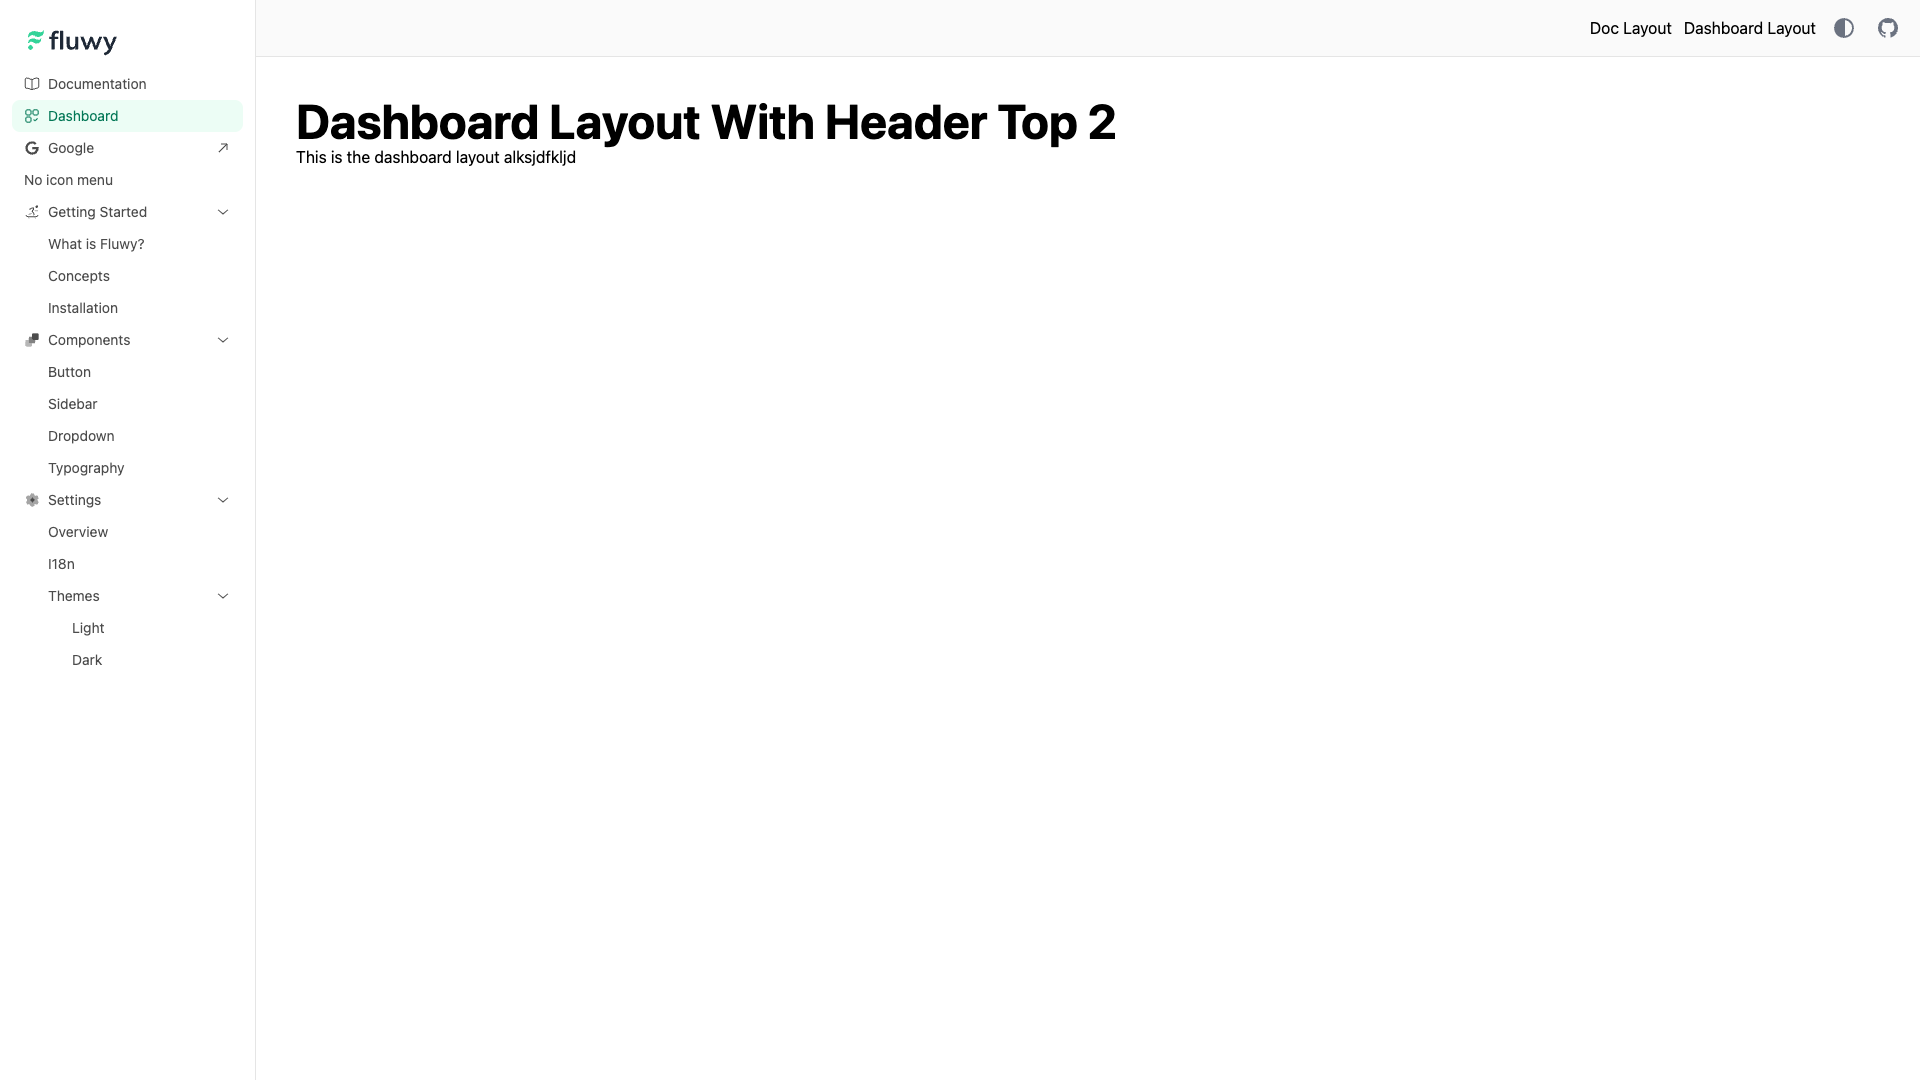 fluwy
Documentation
Dashboard
Google
No icon menu
Getting Started
What is Fluwy?
Concepts
Installation
Components
Button
Sidebar
Dropdown
Typography
Settings
Overview
I18n
Themes
Light
Dark
Doc Layout Dashboard Layout
Dashboard Layout With Header Top 2
This is the dashboard layout alksjdfkljd